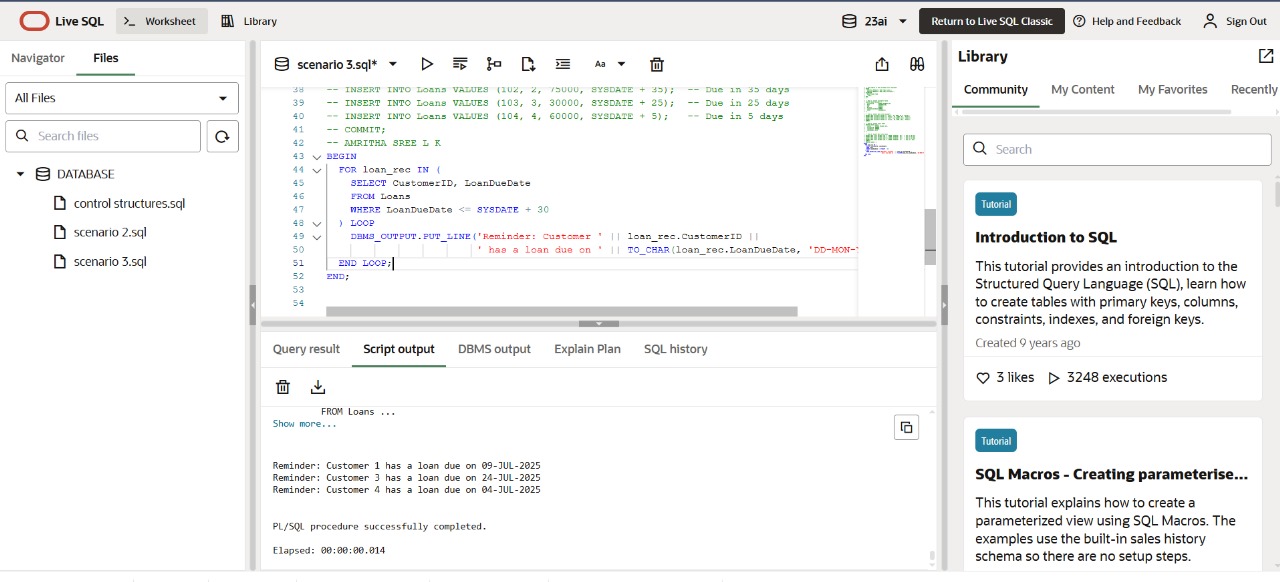 Live SQL
Worksheet
Library
23ai
Return to Live SQL Classic
Help and Feedback
Sign Out
Navigator
Files
All Files
Search files
DATABASE
control structures.sql
scenario 2.sql
scenario 3.sql
scenario 3.sql*
Aa
38 -- INSERT INTO Loans VALUES (102, 2, 75000, SYSDATE + 35); -- Due in 35 days
39 -- INSERT INTO Loans VALUES (103, 3, 30000, SYSDATE + 25); -- Due in 25 days
40 -- INSERT INTO Loans VALUES (104, 4, 60000, SYSDATE + 5); -- Due in 5 days
41 -- COMMIT;
42 -- AMRITHA SREE L K
43 BEGIN
44 FOR loan_rec IN (
45 SELECT CustomerID, LoanDueDate
46 FROM Loans
47 WHERE LoanDueDate <= SYSDATE + 30
48 ) LOOP
49 DBMS_OUTPUT.PUT_LINE('Reminder: Customer ' || loan_rec.CustomerID ||
50 ' has a loan due on ' || TO_CHAR(loan_rec.LoanDueDate, 'DD-MON-
51 END LOOP;
52 END;
53
54
Query result
Script output
DBMS output
Explain Plan
SQL history
FROM Loans ...
Show more...
Reminder: Customer 1 has a loan due on 09-JUL-2025
Reminder: Customer 3 has a loan due on 24-JUL-2025
Reminder: Customer 4 has a loan due on 04-JUL-2025
PL/SQL procedure successfully completed.
Elapsed: 00:00:00.014
Library
Community
My Content
My Favorites
Recently
Search
Tutorial
Introduction to SQL
This tutorial provides an introduction to the
Structured Query Language (SQL), learn how
to create tables with primary keys, columns,
constraints, indexes, and foreign keys.
Created 9 years ago
3 likes
3248 executions
Tutorial
SQL Macros - Creating parameterise...
This tutorial explains how to create a
parameterized view using SQL Macros. The
examples use the built-in sales history
schema so there are no setup steps.